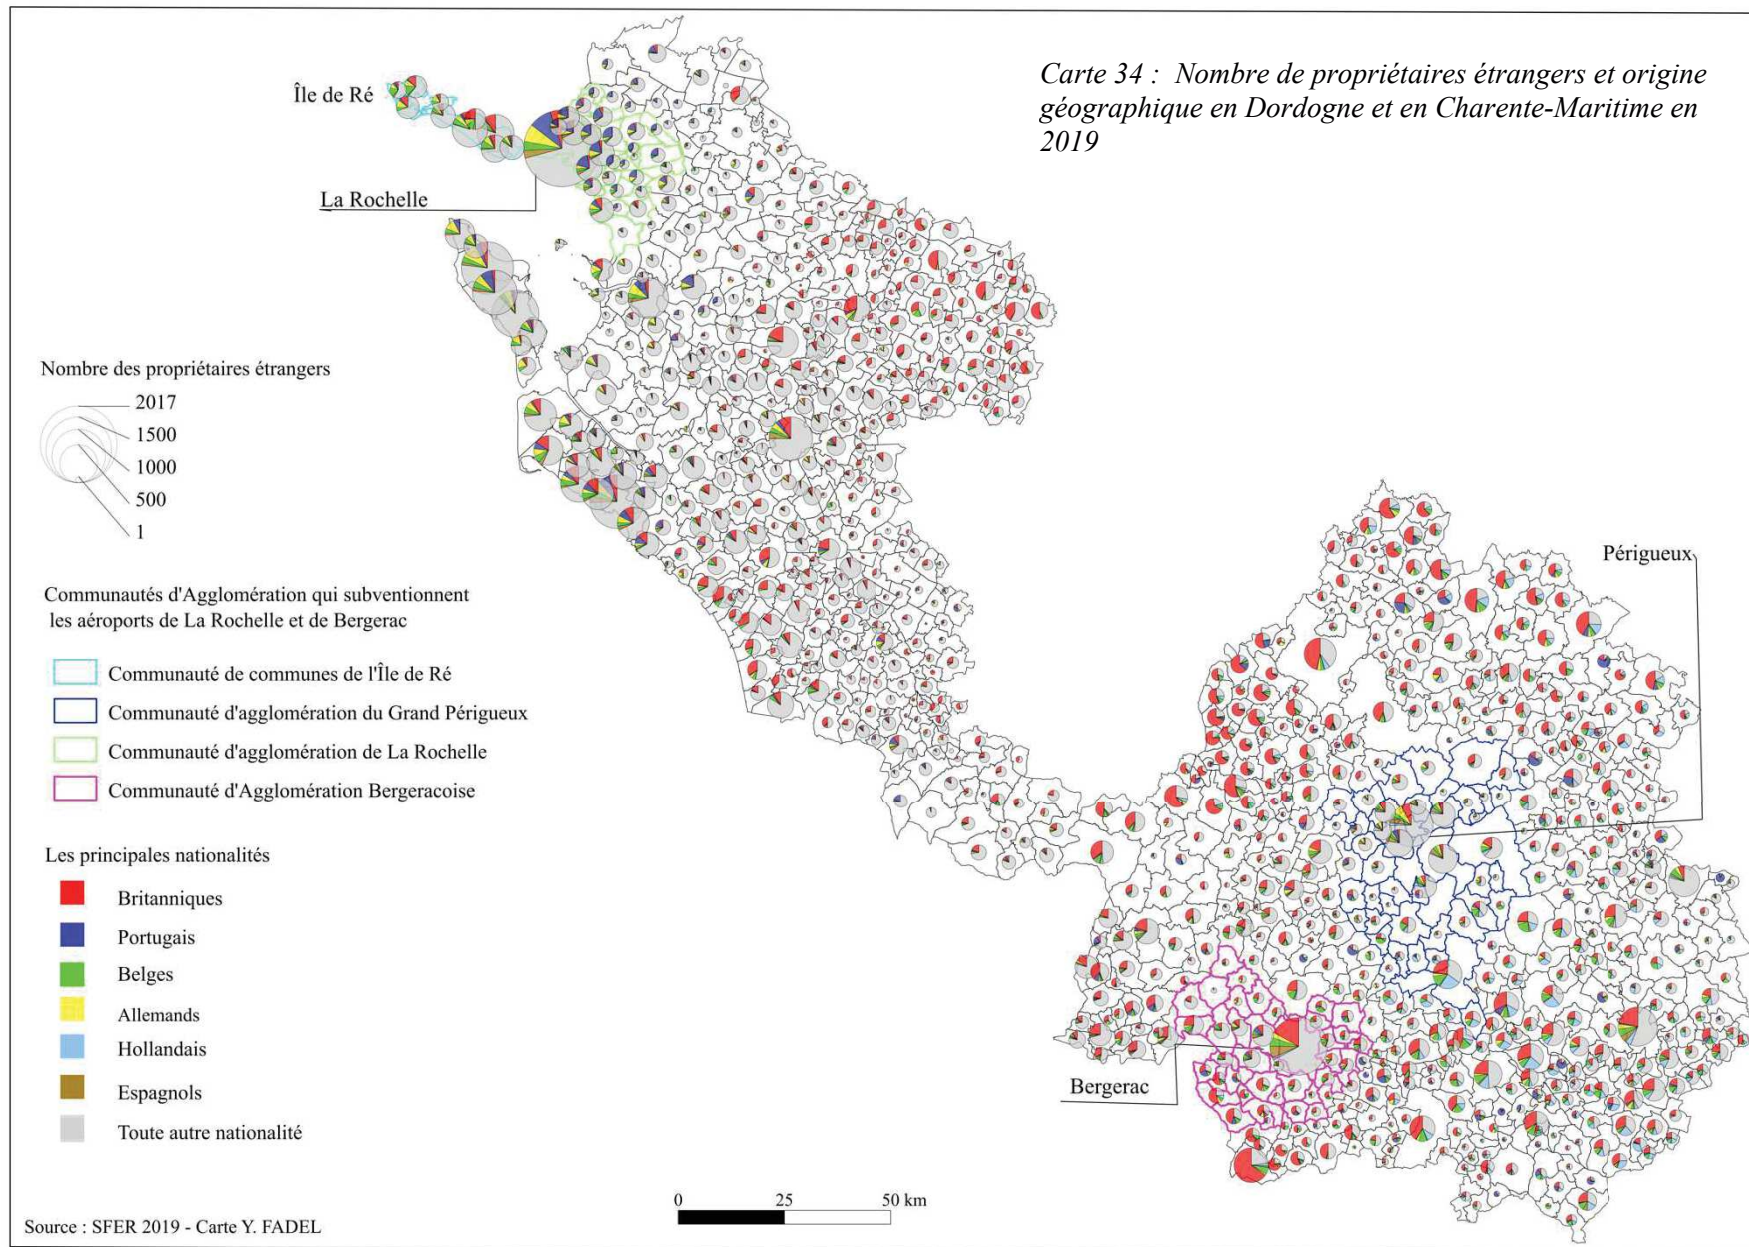 Carte 34 : Nombre de propriétaires étrangers et origine
géographique en Dordogne et en Charente-Maritime en
2019
Île de Ré
La Rochelle
Nombre des propriétaires étrangers
2017
1500
1000
500
1
Périgueux
Communautés d'Agglomération qui subventionnent
les aéroports de La Rochelle et de Bergerac
Communauté de communes de l'Île de Ré
Communauté d'agglomération du Grand Périgueux
Communauté d'agglomération de La Rochelle
Communauté d'Agglomération Bergeracoise
Les principales nationalités
Britanniques
Portugais
Belges
Allemands
Hollandais
Espagnols
Toute autre nationalité
Bergerac
0 25 50 km
Source : SFER 2019 - Carte Y. FADEL